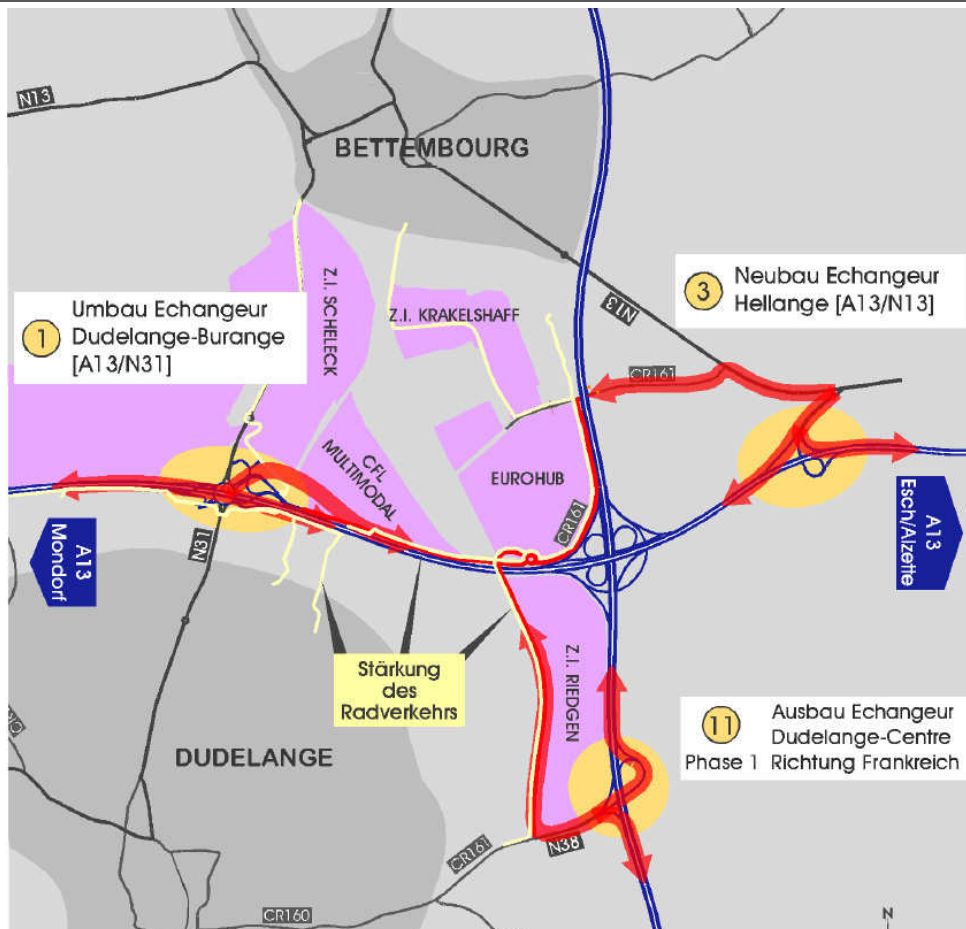 N13
BETTEMBOURG
Z.I. SCHELECK
Z.I. KRAKELSHAFF
N13
3
Neubau Echangeur
Hellange [A13/N13]
1
Umbau Echangeur
Dudelange-Burange
[A13/N31]
CR161
CFL
MULTIMODAL
EUROHUB
CR161
A13
Mondorf
N31
A13
Esch/Alzette
Stärkung
des
Radverkehrs
Z.I. RIEDGEN
DUDELANGE
11
Ausbau Echangeur
Dudelange-Centre
Phase 1 Richtung Frankreich
CR161
N38
CR160
N